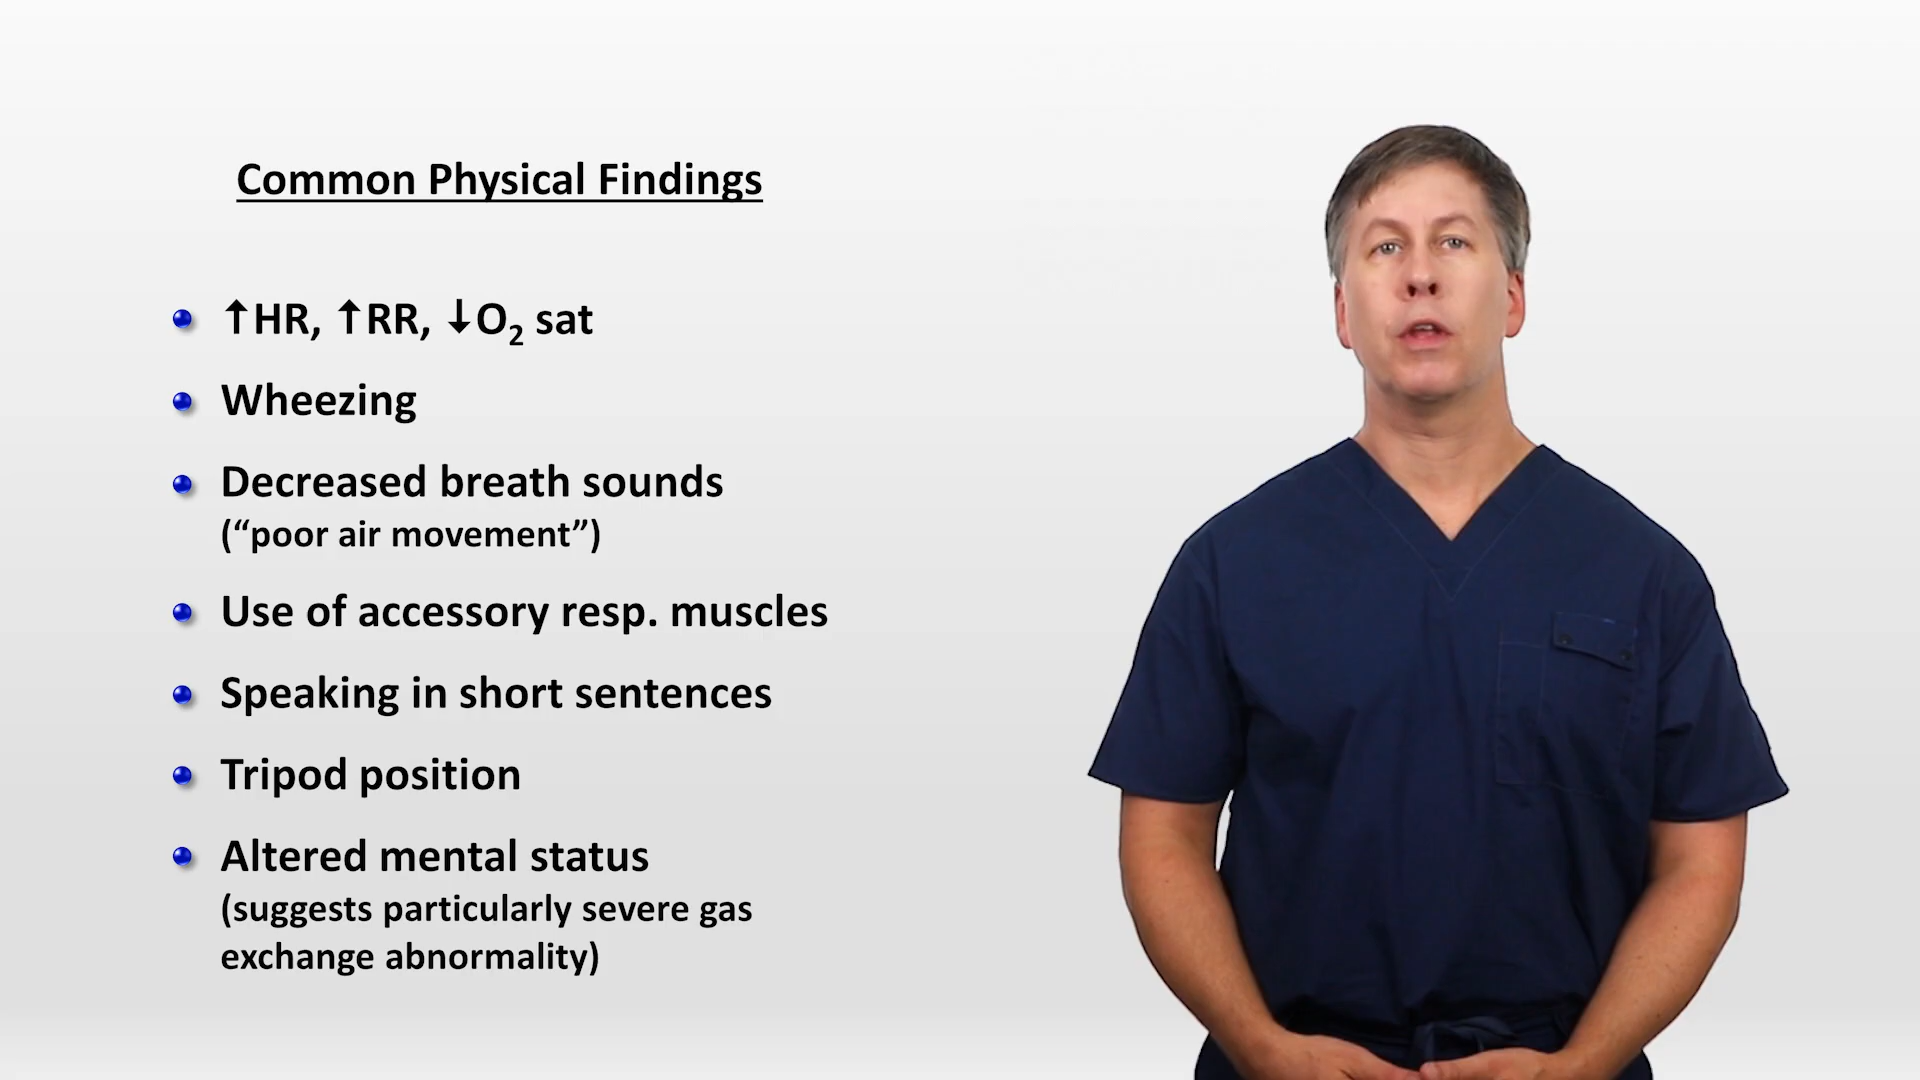 Common Physical Findings
↑HR, ↑RR, ↓O₂ sat
Wheezing
Decreased breath sounds
(“poor air movement”)
Use of accessory resp. muscles
Speaking in short sentences
Tripod position
Altered mental status
(suggests particularly severe gas
exchange abnormality)